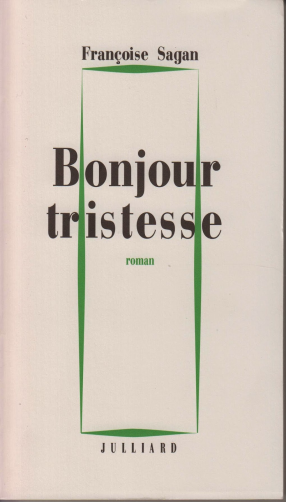 Françoise Sagan
Bonjour
tristesse
roman
JULLIARD